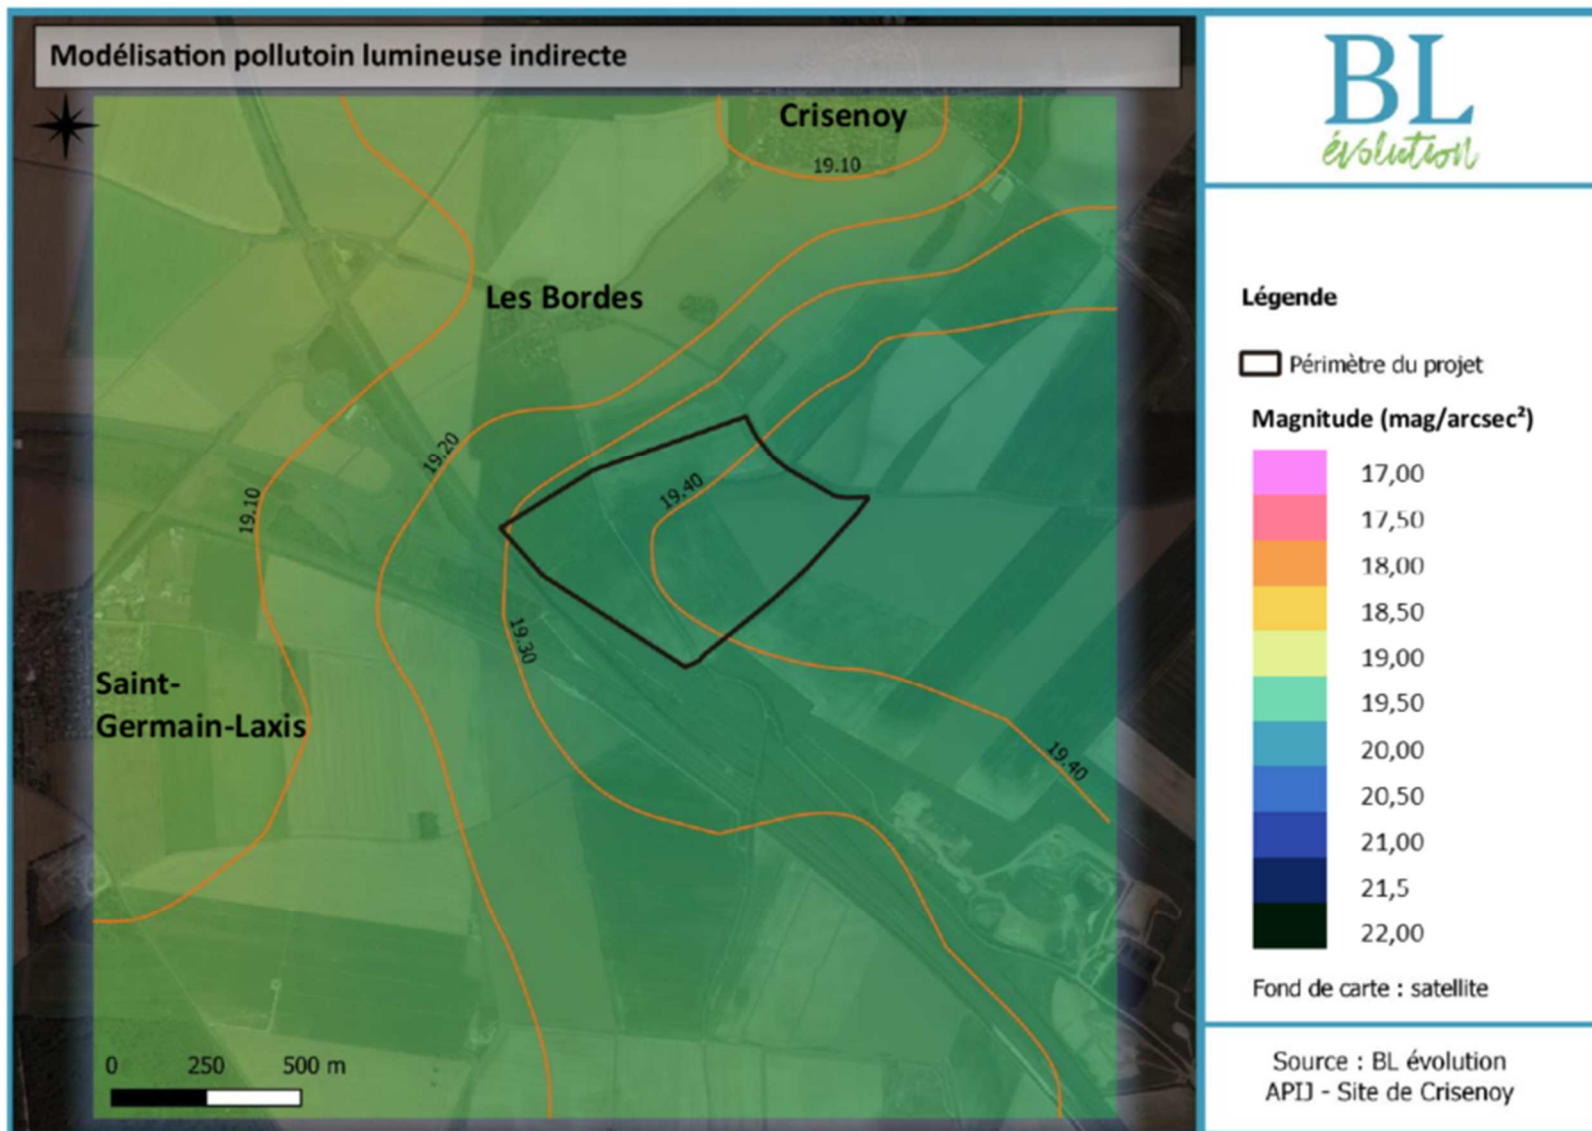 Modélisation pollutoin lumineuse indirecte
BL
évolution
Crisenoy
19.10
Les Bordes
19.20
19.10
19.40
19.30
Saint-
Germain-Laxis
19.40
0 250 500 m
Légende
Périmètre du projet
Magnitude (mag/arcsec²)
17,00
17,50
18,00
18,50
19,00
19,50
20,00
20,50
21,00
21,5
22,00
Fond de carte : satellite
Source : BL évolution
APIJ - Site de Crisenoy